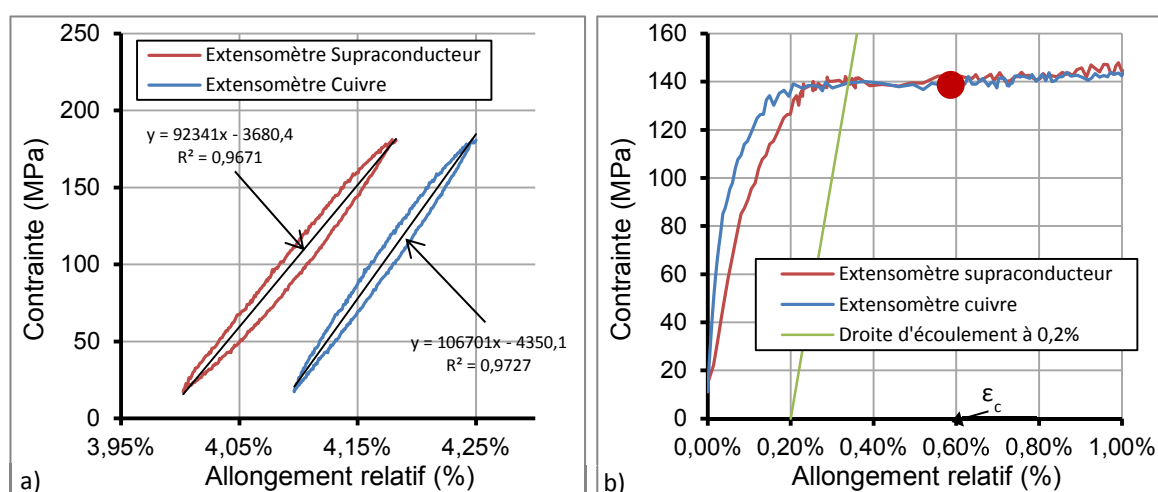 250
200
150
100
50
0
Contrainte (MPa)
Extensomètre Supraconducteur
Extensomètre Cuivre
y = 92341x - 3680,4
R² = 0,9671
y = 106701x - 4350,1
R² = 0,9727
3,95% 4,05% 4,15% 4,25%
Allongement relatif (%)
a)
160
140
120
100
80
60
40
20
0
Contrainte (MPa)
Extensomètre supraconducteur
Extensomètre cuivre
Droite d'écoulement à 0,2%
εc
0,00% 0,20% 0,40% 0,60% 0,80% 1,00%
Allongement relatif (%)
b)